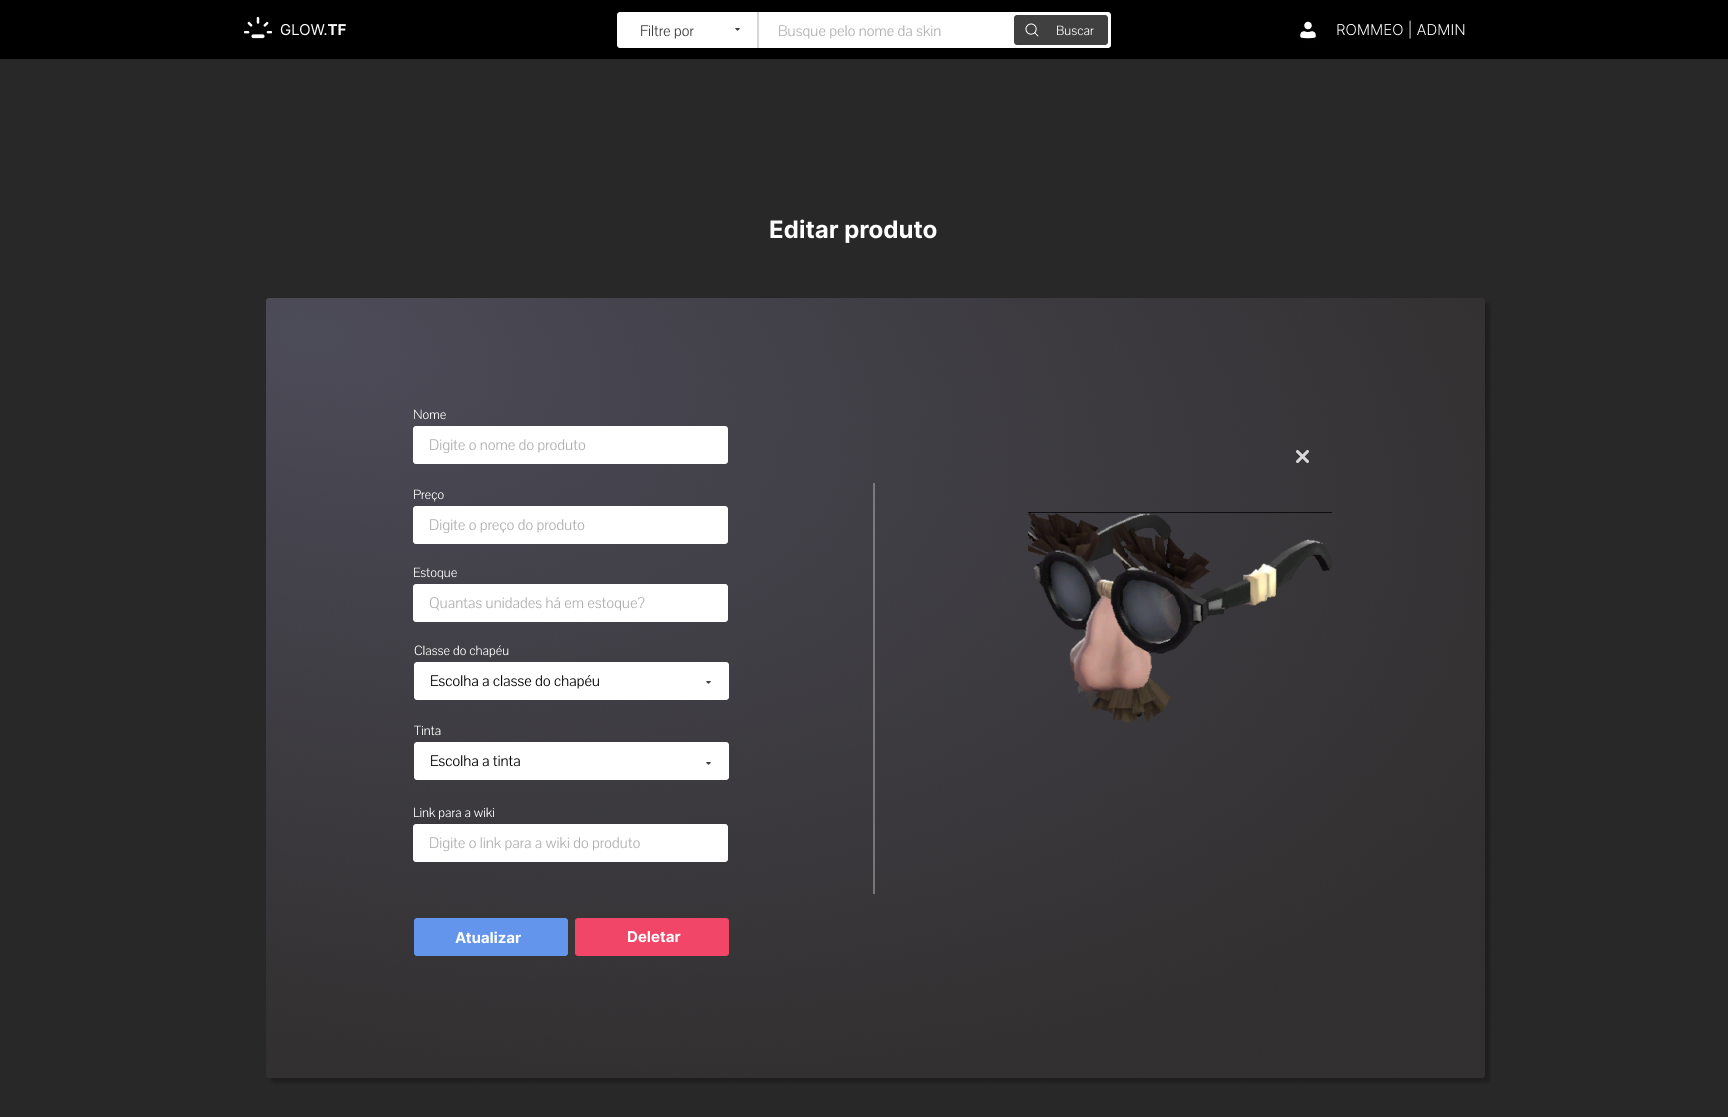 GLOW.TF
Filtre por
Busque pelo nome da skin
Buscar
ROMMEO | ADMIN
Editar produto
Nome
Digite o nome do produto
Preço
Digite o preço do produto
Estoque
Quantas unidades há em estoque?
Classe do chapéu
Escolha a classe do chapéu
Tinta
Escolha a tinta
Link para a wiki
Digite o link para a wiki do produto
Atualizar
Deletar